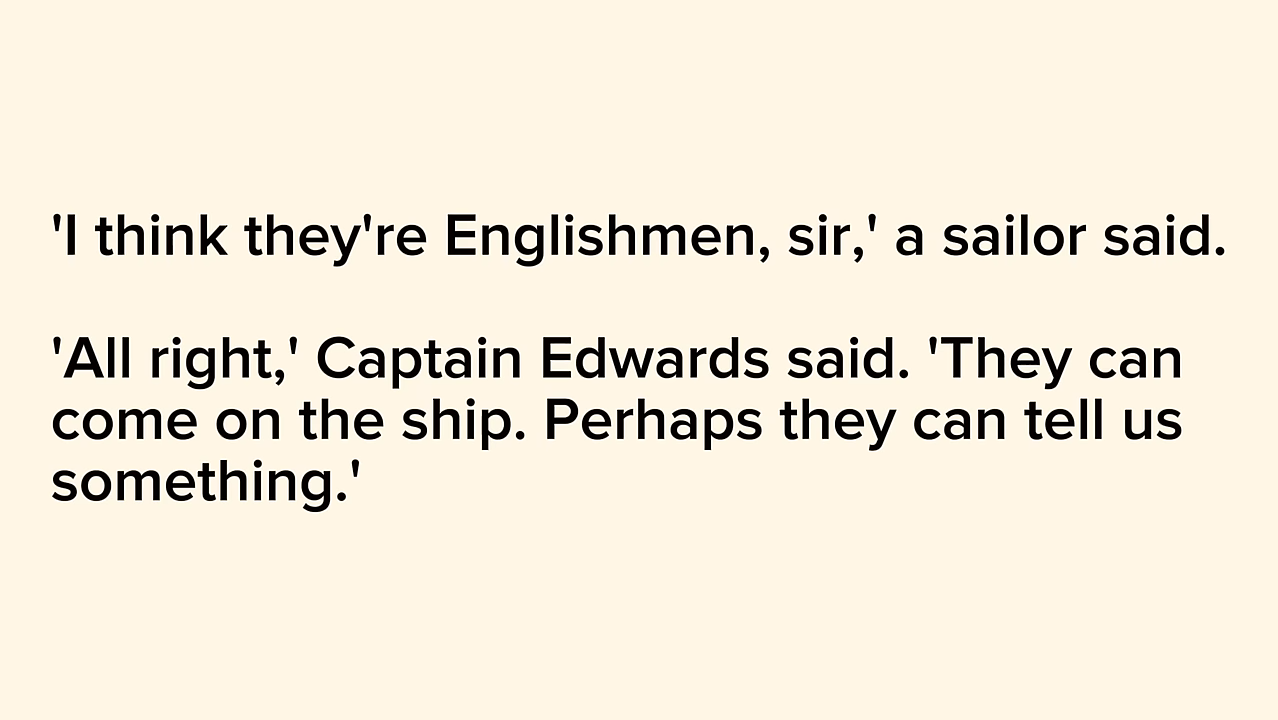 'I think they're Englishmen, sir,' a sailor said.
'All right,' Captain Edwards said. 'They can
come on the ship. Perhaps they can tell us
something.'